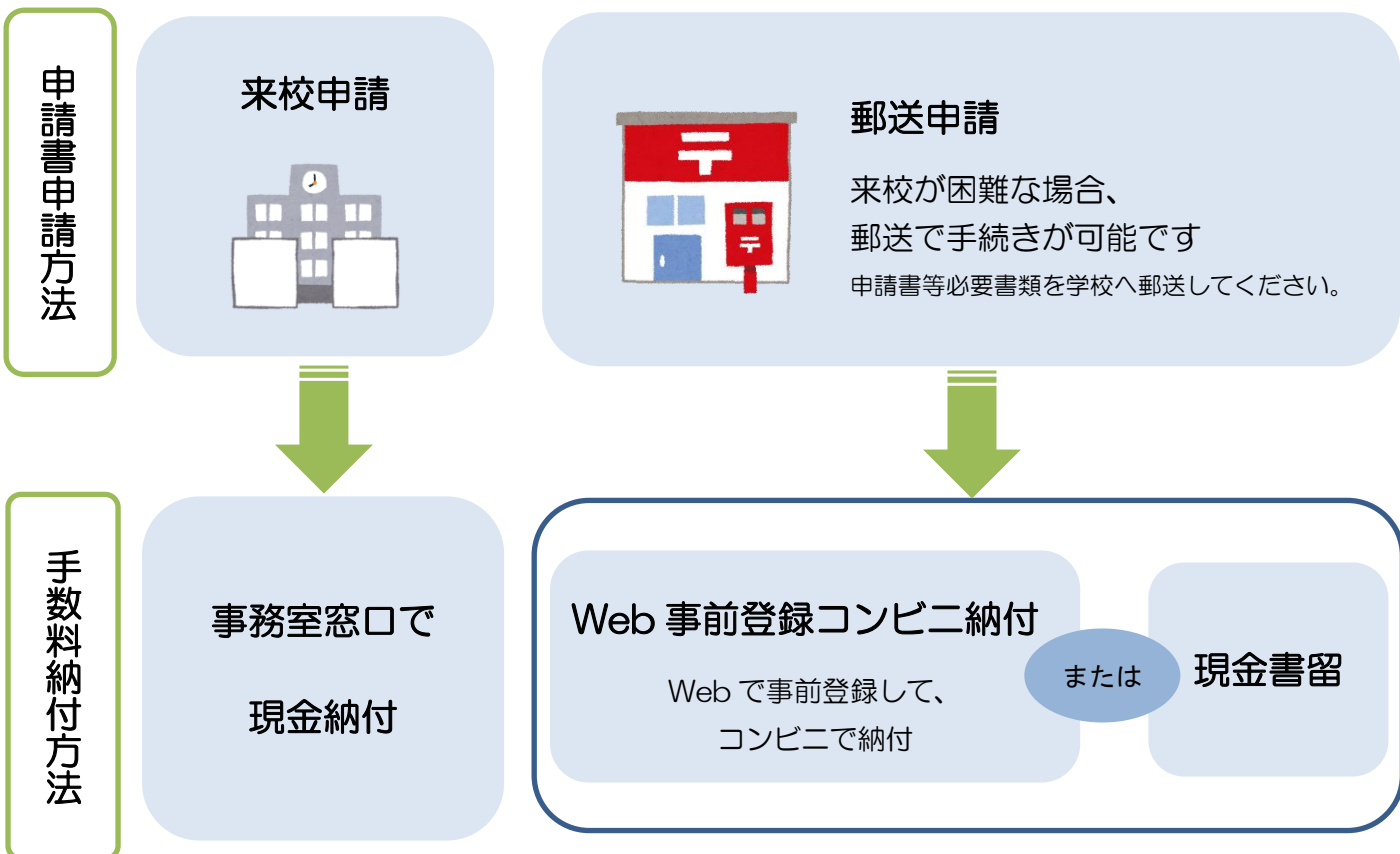 申請書申請方法
来校申請
郵送申請
来校が困難な場合、
郵送で手続きが可能です
申請書等必要書類を学校へ郵送してください。
手数料納付方法
事務室窓口で
現金納付
Web 事前登録コンビニ納付
Web で事前登録して、
コンビニで納付
または
現金書留